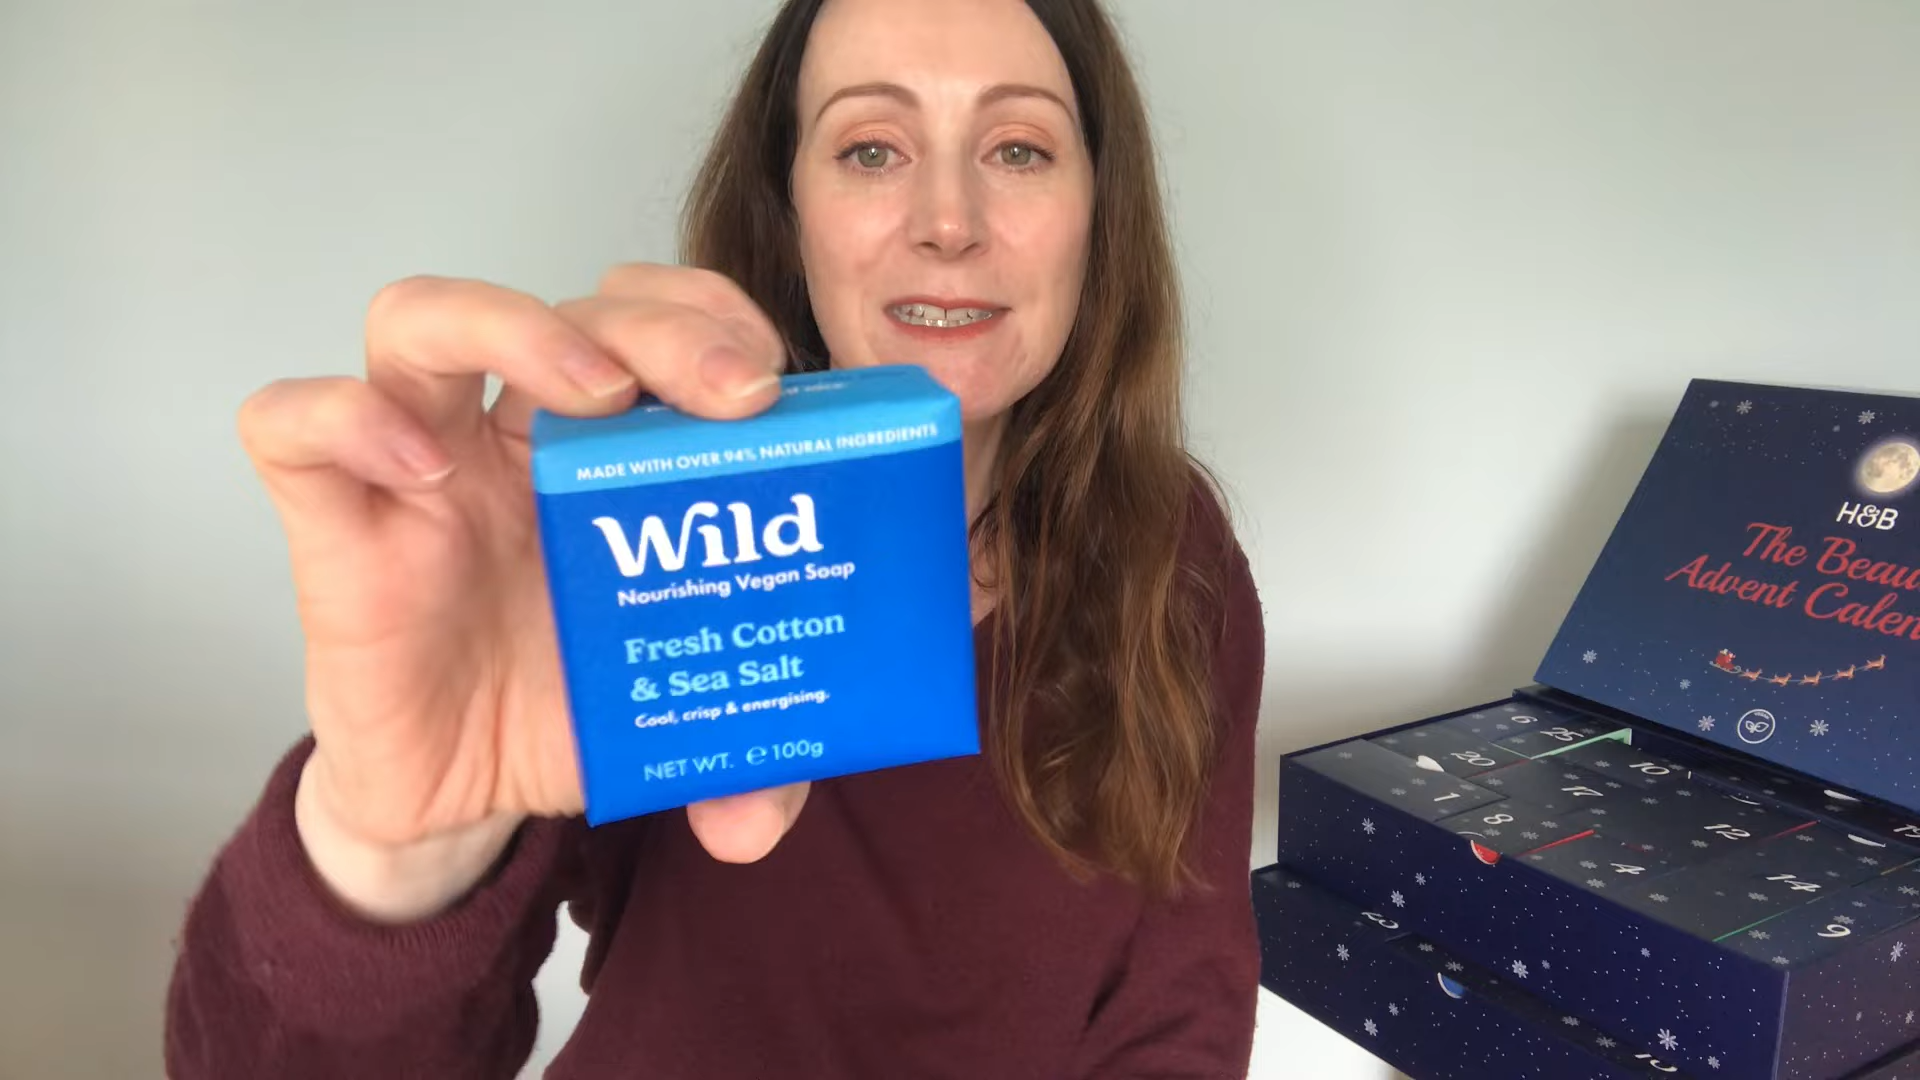 MADE WITH OVER 94% NATURAL INGREDIENTS
Wild
Nourishing Vegan Soap
Fresh Cotton
& Sea Salt
Cool, crisp & energising.
NET WT. ℮ 100g
H&B
The Beau
Advent Calen
6
25
20
10
1
17
8
12
19
4
14
9